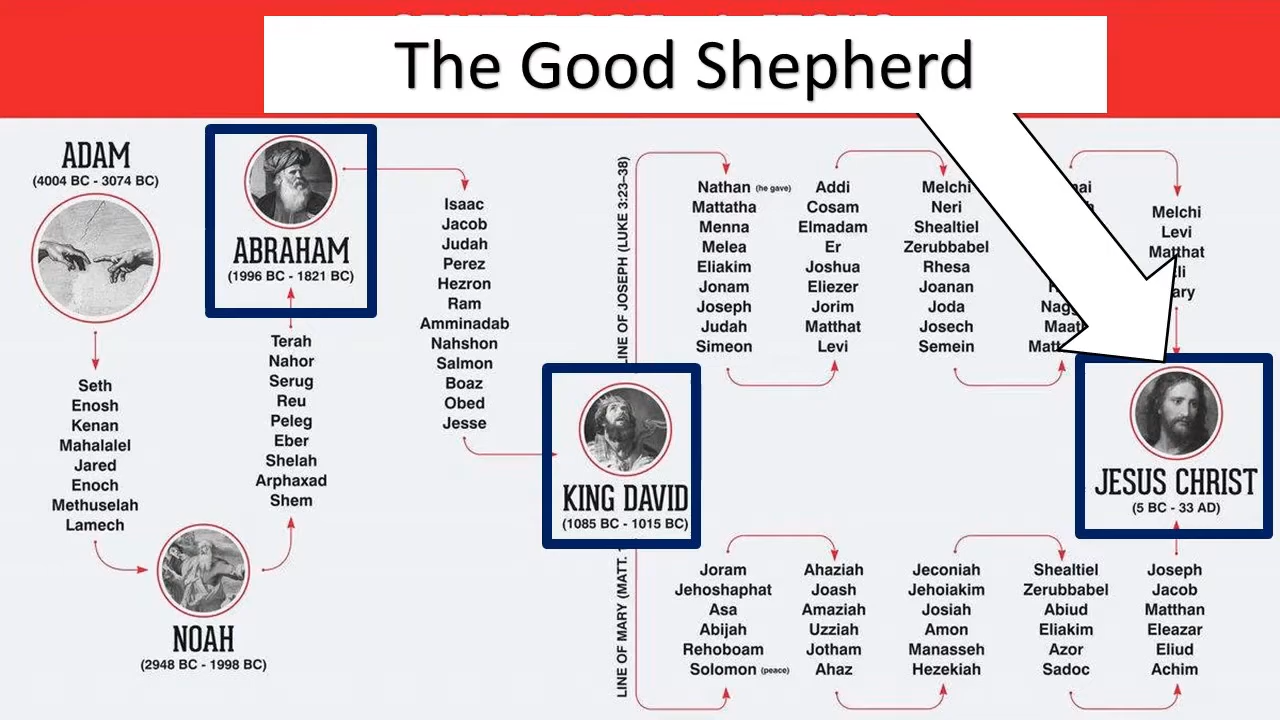 The Good Shepherd
ADAM
(4004 BC - 3074 BC)
Seth
Enosh
Kenan
Mahalalel
Jared
Enoch
Methuselah
Lamech
NOAH
(2948 BC - 1998 BC)
ABRAHAM
(1996 BC - 1821 BC)
Terah
Nahor
Serug
Reu
Peleg
Eber
Shelah
Arphaxad
Shem
Isaac
Jacob
Judah
Perez
Hezron
Ram
Amminadab
Nahshon
Salmon
Boaz
Obed
Jesse
KING DAVID
(1085 BC - 1015 BC)
LINE OF JOSEPH (LUKE 3:23–38)
Nathan (he gave)
Mattatha
Menna
Melea
Eliakim
Jonam
Joseph
Judah
Simeon
Addi
Cosam
Elmadam
Er
Joshua
Eliezer
Jorim
Matthat
Levi
Melchi
Neri
Shealtiel
Zerubbabel
Rhesa
Joanan
Joda
Josech
Semein
Melchi
Levi
Matthat
JESUS CHRIST
(5 BC - 33 AD)
LINE OF MARY (MATT.
Joram
Jehoshaphat
Asa
Abijah
Rehoboam
Solomon (peace)
Ahaziah
Joash
Amaziah
Uzziah
Jotham
Ahaz
Jeconiah
Jehoiakim
Josiah
Amon
Manasseh
Hezekiah
Shealtiel
Zerubbabel
Abiud
Eliakim
Azor
Sadoc
Joseph
Jacob
Matthan
Eleazar
Eliud
Achim